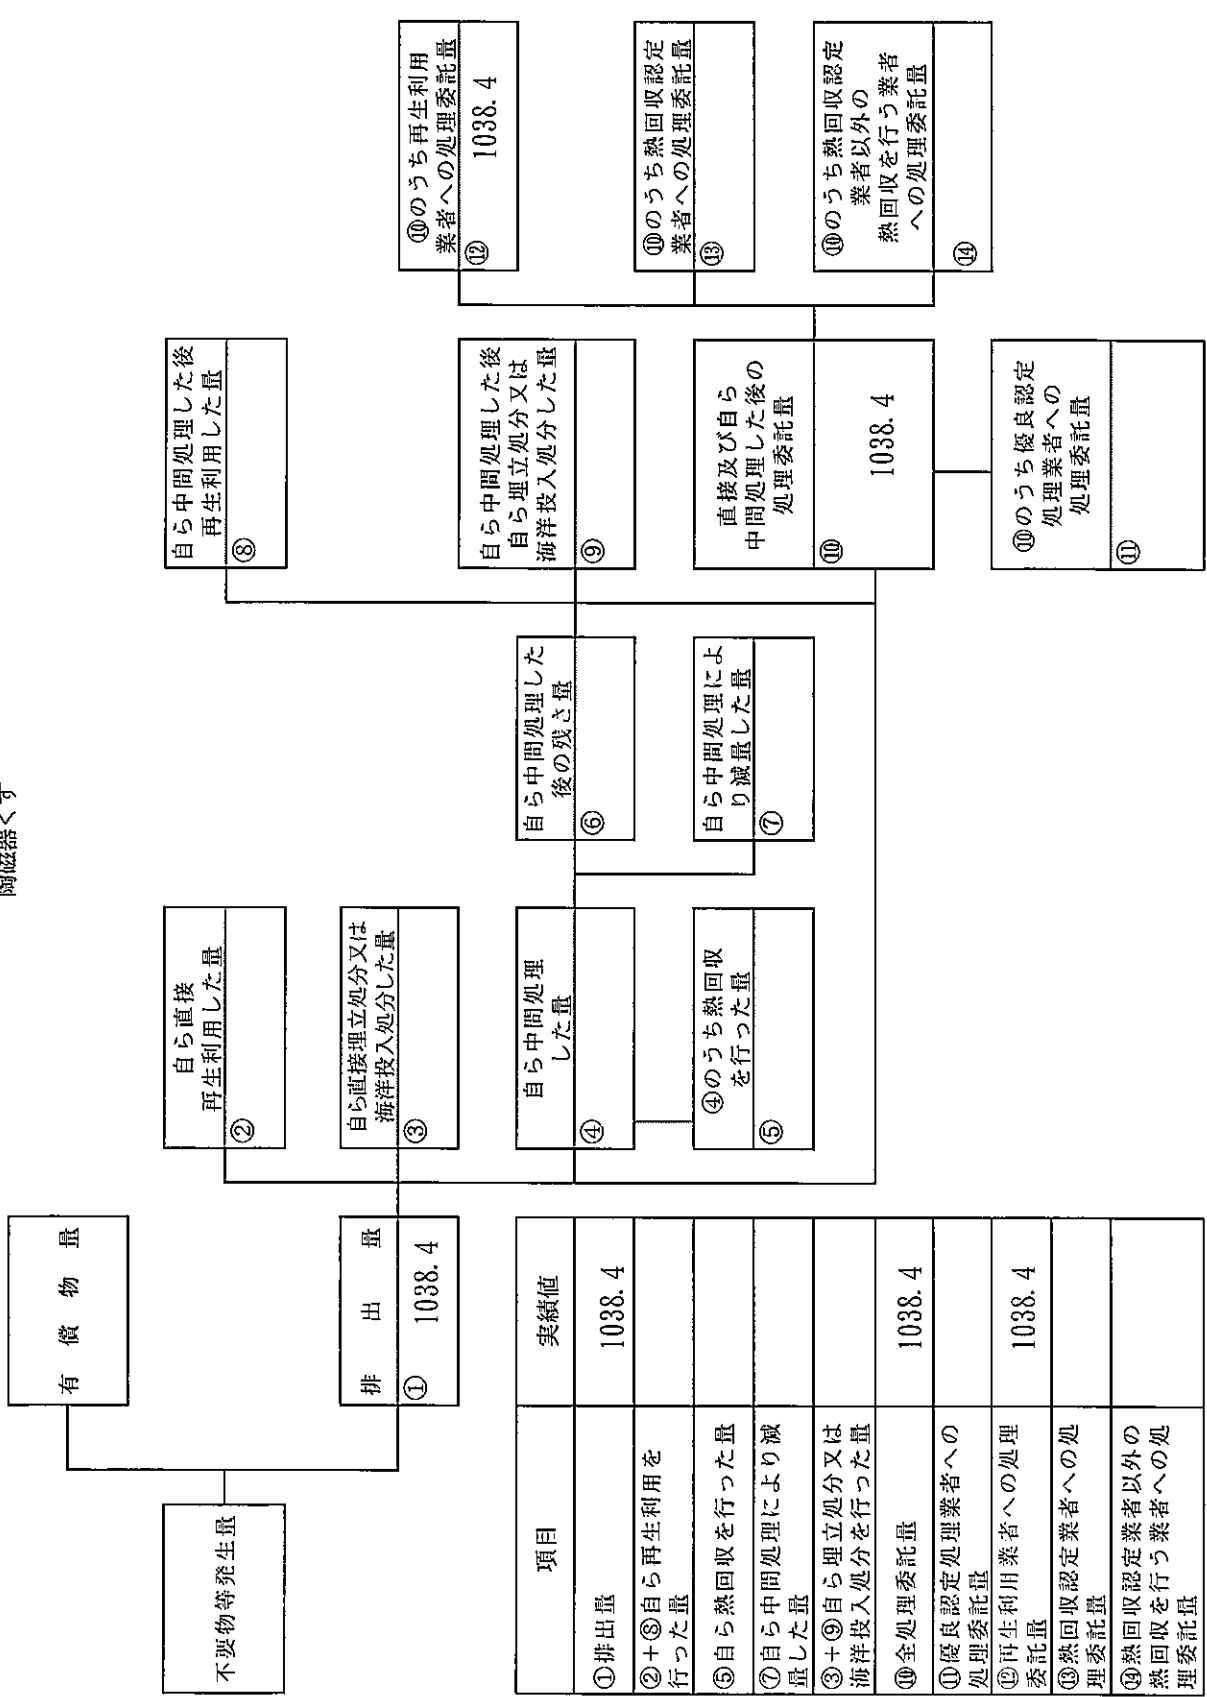 陶磁器くず
有償物量
不要物等発生量
排出量
① 1038.4
自ら直接
再生利用した量
②
自ら直接埋立処分又は
海洋投入処分した量
③
自ら中間処理
した量
④
④のうち熱回収
を行った量
⑤
自ら中間処理した
後の残さ量
⑥
自ら中間処理によ
り減量した量
⑦
自ら中間処理した後
再生利用した量
⑧
自ら中間処理した後
自ら埋立処分又は
海洋投入処分した量
⑨
直接及び自ら
中間処理した後の
処理委託量
⑩ 1038.4
⑩のうち優良認定
処理業者への
処理委託量
⑪
⑩のうち再生利用
業者への処理委託量
⑫ 1038.4
⑩のうち熱回収認定
業者への処理委託量
⑬
⑩のうち熱回収認定
業者以外の
熱回収を行う業者
への処理委託量
⑭
項目 実績値
①排出量 1038.4
②+⑧自ら再生利用を
行った量
⑤自ら熱回収を行った量
⑦自ら中間処理により減
量した量
③+⑨自ら埋立処分又は
海洋投入処分を行った量
⑩全処理委託量 1038.4
⑪優良認定処理業者への
処理委託量
⑫再生利用業者への処理
委託量 1038.4
⑬熱回収認定業者への処
理委託量
⑭熱回収認定業者以外の
熱回収を行う業者への処
理委託量